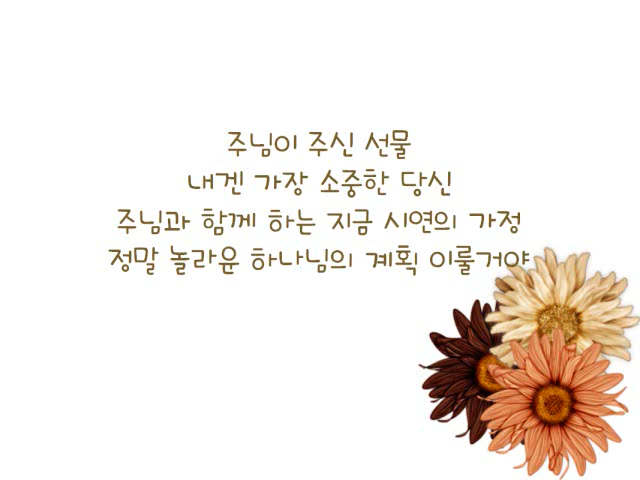 주님이 주신 선물
내겐 가장 소중한 당신
주님과 함께 하는 지금 시연의 가정
정말 놀라운 하나님의 계획 이룰거야